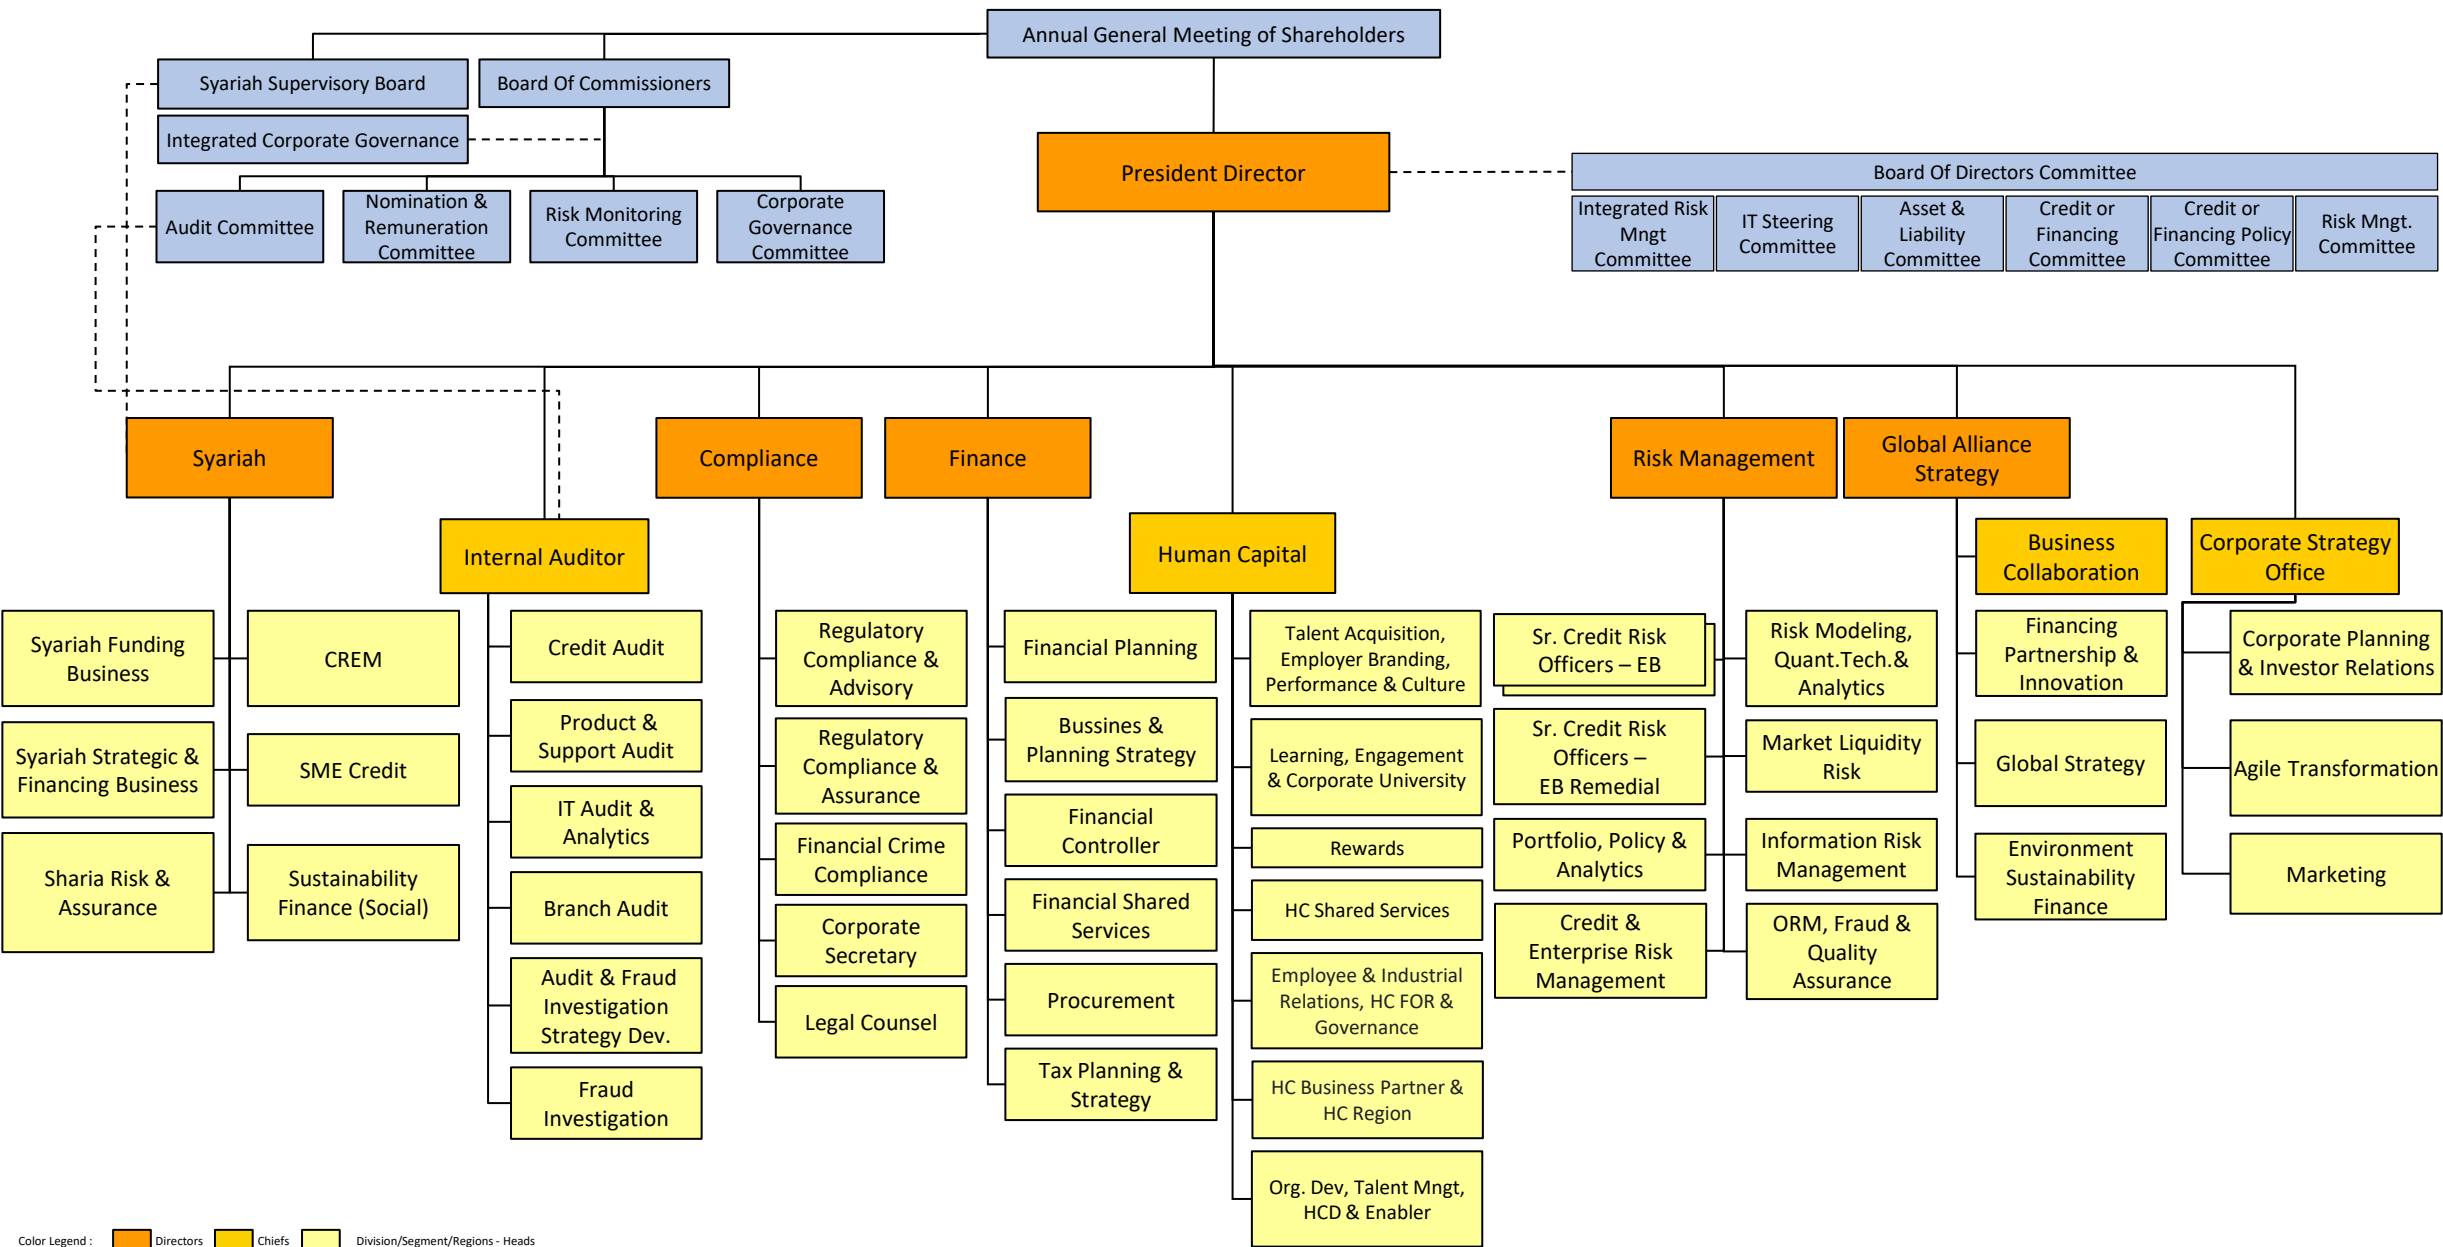 Annual General Meeting of Shareholders
Syariah Supervisory Board
Board Of Commissioners
Integrated Corporate Governance
President Director
Board Of Directors Committee
Audit Committee
Nomination &
Remuneration
Committee
Risk Monitoring
Committee
Corporate
Governance
Committee
Integrated Risk
Mngt
Committee
IT Steering
Committee
Asset &
Liability
Committee
Credit or
Financing
Committee
Credit or
Financing Policy
Committee
Risk Mngt.
Committee
Syariah
Compliance
Finance
Risk Management
Global Alliance
Strategy
Internal Auditor
Human Capital
Business
Collaboration
Corporate Strategy
Office
Syariah Funding
Business
CREM
Syariah Strategic &
Financing Business
SME Credit
Sharia Risk &
Assurance
Sustainability
Finance (Social)
Credit Audit
Product &
Support Audit
IT Audit &
Analytics
Branch Audit
Audit & Fraud
Investigation
Strategy Dev.
Fraud
Investigation
Regulatory
Compliance &
Advisory
Regulatory
Compliance &
Assurance
Financial Crime
Compliance
Corporate
Secretary
Legal Counsel
Financial Planning
Bussines &
Planning Strategy
Financial
Controller
Financial Shared
Services
Procurement
Tax Planning &
Strategy
Talent Acquisition,
Employer Branding,
Performance & Culture
Learning, Engagement
& Corporate University
Rewards
HC Shared Services
Employee & Industrial
Relations, HC FOR &
Governance
HC Business Partner &
HC Region
Org. Dev, Talent Mngt,
HCD & Enabler
Sr. Credit Risk
Officers – EB
Risk Modeling,
Quant.Tech.&
Analytics
Sr. Credit Risk
Officers –
EB Remedial
Market Liquidity
Risk
Portfolio, Policy &
Analytics
Information Risk
Management
Credit &
Enterprise Risk
Management
ORM, Fraud &
Quality
Assurance
Financing
Partnership &
Innovation
Global Strategy
Environment
Sustainability
Finance
Corporate Planning
& Investor Relations
Agile Transformation
Marketing
Color Legend : Directors Chiefs Division/Segment/Regions - Heads